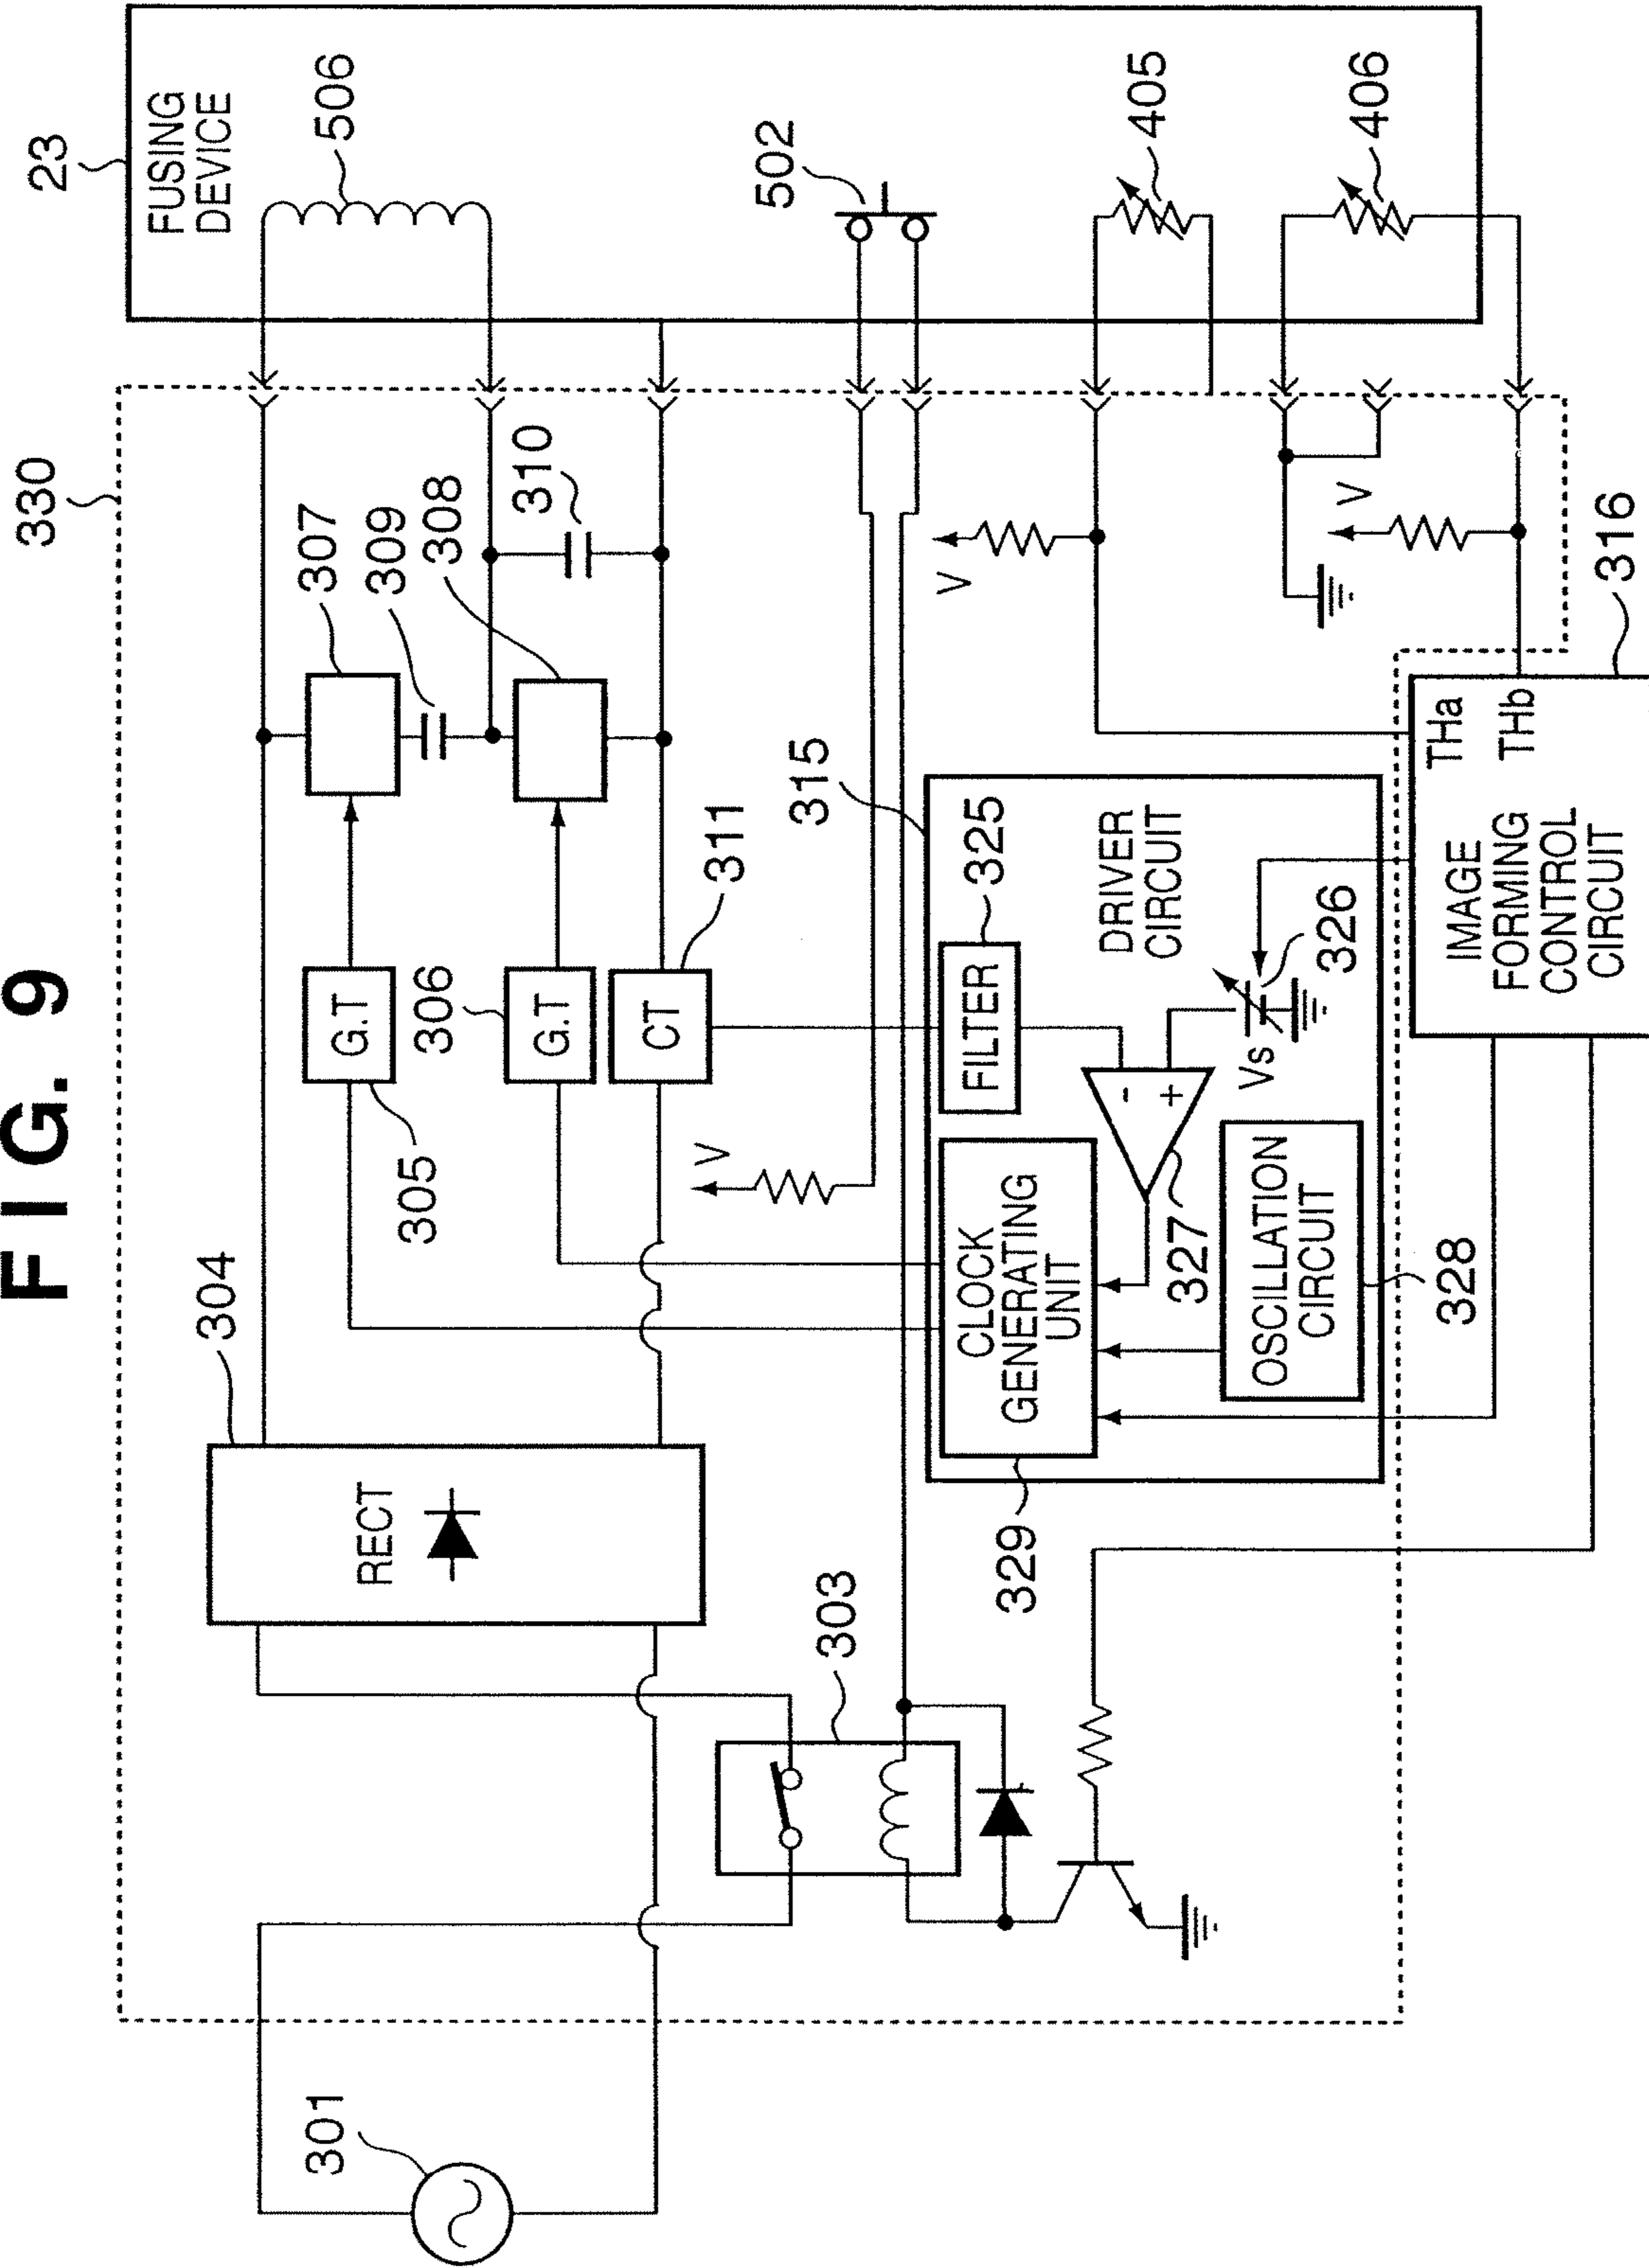 FIG. 9
301
303
304
RECT
305
G.T
306
G.T
311
CT
307
309
308
310
330
23
FUSING
DEVICE
506
502
405
406
V
V
V
315
DRIVER
CIRCUIT
325
FILTER
326
Vs
-
+
327
CLOCK
GENERATING
UNIT
329
OSCILLATION
CIRCUIT
328
316
THa
THb
IMAGE
FORMING
CONTROL
CIRCUIT